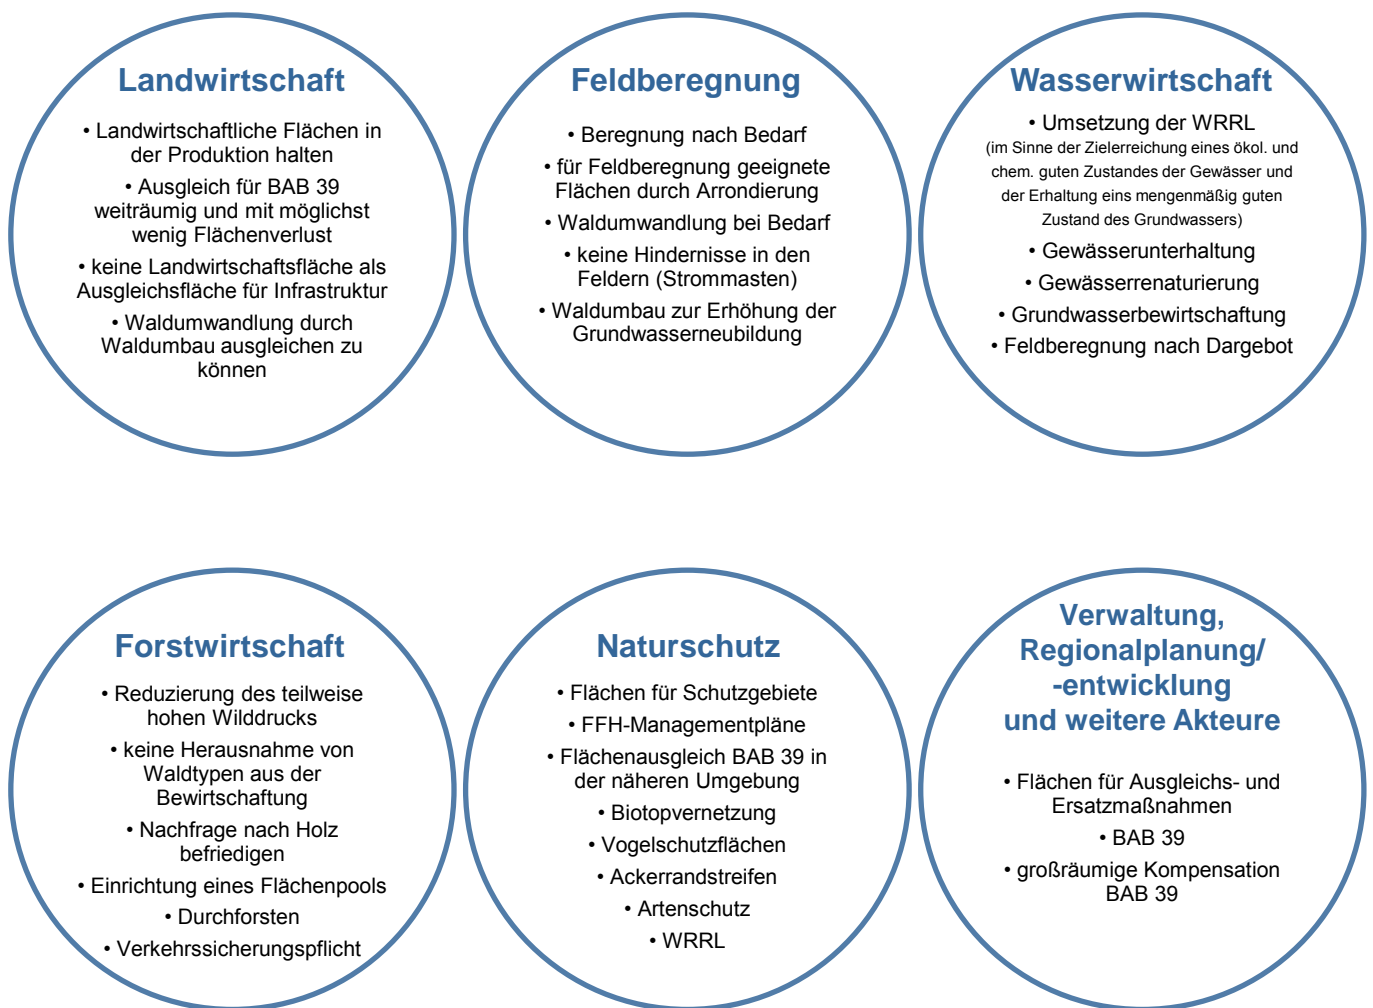 Landwirtschaft
• Landwirtschaftliche Flächen in
der Produktion halten
• Ausgleich für BAB 39
weiträumig und mit möglichst
wenig Flächenverlust
• keine Landwirtschaftsfläche als
Ausgleichsfläche für Infrastruktur
• Waldumwandlung durch
Waldumbau ausgleichen zu
können
Feldberegnung
• Beregnung nach Bedarf
• für Feldberegnung geeignete
Flächen durch Arrondierung
• Waldumwandlung bei Bedarf
• keine Hindernisse in den
Feldern (Strommasten)
• Waldumbau zur Erhöhung der
Grundwasserneubildung
Wasserwirtschaft
• Umsetzung der WRRL
(im Sinne der Zielerreichung eines ökol. und
chem. guten Zustandes der Gewässer und
der Erhaltung eins mengenmäßig guten
Zustand des Grundwassers)
• Gewässerunterhaltung
• Gewässerrenaturierung
• Grundwasserbewirtschaftung
• Feldberegnung nach Dargebot
Forstwirtschaft
• Reduzierung des teilweise
hohen Wilddrucks
• keine Herausnahme von
Waldtypen aus der
Bewirtschaftung
• Nachfrage nach Holz
befriedigen
• Einrichtung eines Flächenpools
• Durchforsten
• Verkehrssicherungspflicht
Naturschutz
• Flächen für Schutzgebiete
• FFH-Managementpläne
• Flächenausgleich BAB 39 in
der näheren Umgebung
• Biotopvernetzung
• Vogelschutzflächen
• Ackerrandstreifen
• Artenschutz
• WRRL
Verwaltung,
Regionalplanung/
-entwicklung
und weitere Akteure
• Flächen für Ausgleichs- und
Ersatzmaßnahmen
• BAB 39
• großräumige Kompensation
BAB 39